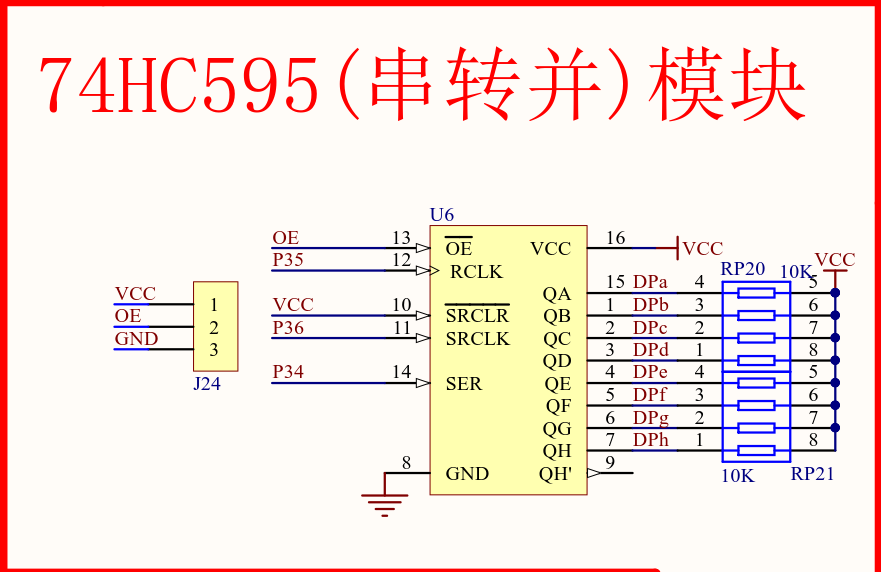 74HC595(串转并)模块
U6
OE 13 OE VCC 16 VCC
P35 12 RCLK RP20 10K VCC
QA 15 DPa 4 5
VCC 1 VCC 10 SRCLR QB 1 DPb 3 6
OE 2 P36 11 SRCLK QC 2 DPc 2 7
GND 3 QD 3 DPd 1 8
J24 P34 14 SER QE 4 DPe 4 5
QF 5 DPf 3 6
QG 6 DPg 2 7
QH 7 DPh 1 8
8 GND QH' 9 10K RP21